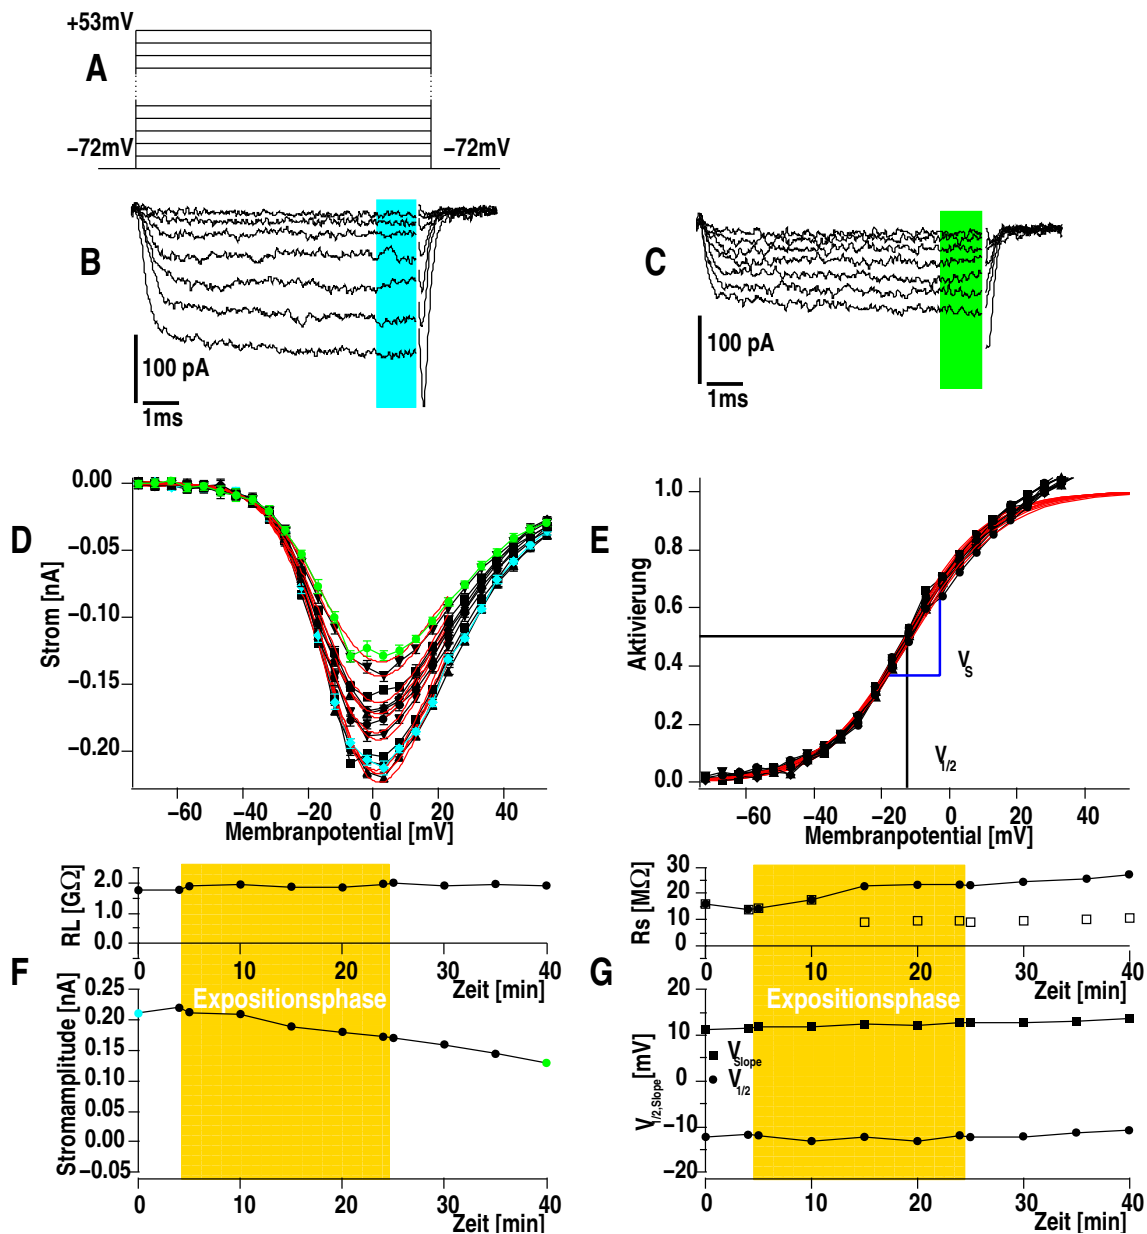 +53mV
A
−72mV
−72mV
B
100 pA
1ms
C
100 pA
1ms
D
Strom [nA]
0.00
−0.05
−0.10
−0.15
−0.20
−60
−40
−20
0
20
40
Membranpotential [mV]
E
Aktivierung
1.0
0.8
0.6
0.4
0.2
0.0
VS
V1/2
−60
−40
−20
0
20
40
Membranpotential [mV]
F
RL [GΩ]
2.0
1.0
0.0
0
10
20
30
40
Zeit [min]
Expositionsphase
Stromamplitude [nA]
0.25
0.20
0.15
0.10
0.05
0.00
−0.05
0
10
20
30
40
Zeit [min]
G
Rs [MΩ]
30
20
10
0
0
10
20
30
40
Zeit [min]
Expositionsphase
V1/2,Slope[mV]
20
10
0
−10
−20
VSlope
V1/2
0
10
20
30
40
Zeit [min]